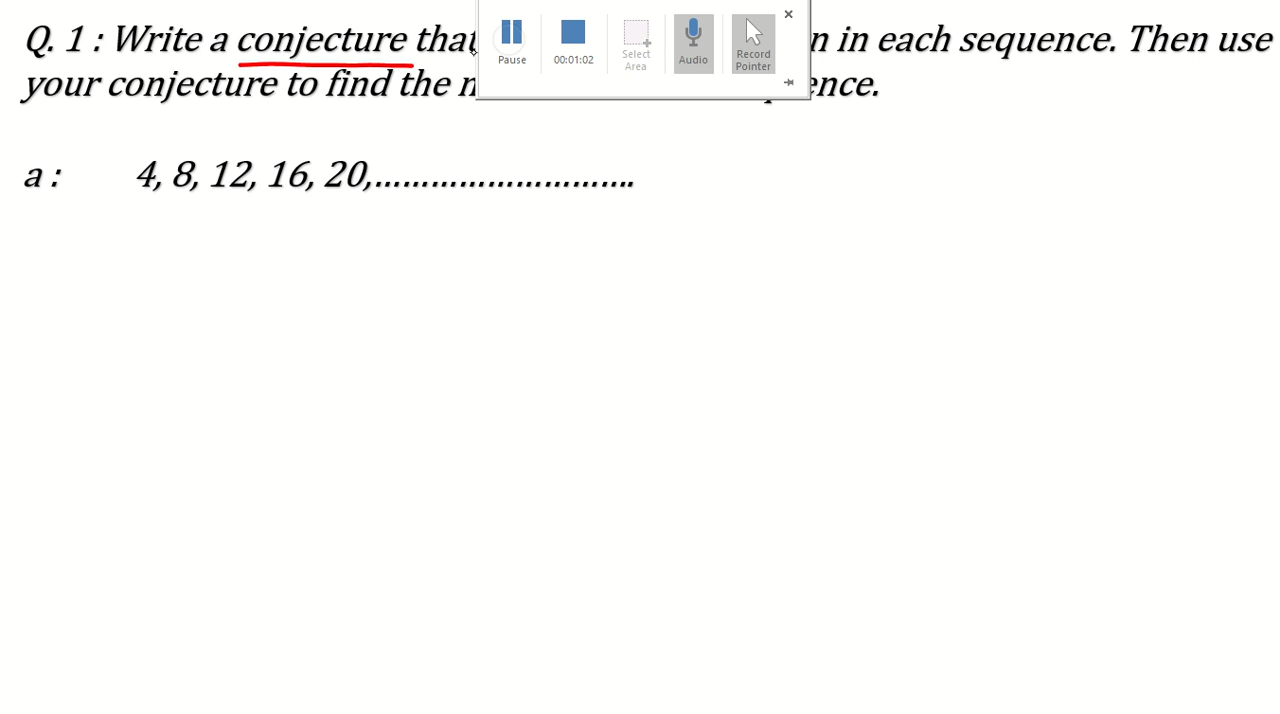 Q. 1 : Write a conjecture that in each sequence. Then use
your conjecture to find the
a : 4, 8, 12, 16, 20,………………………..
Pause
00:01:02
Select
Area
Audio
Record
Pointer